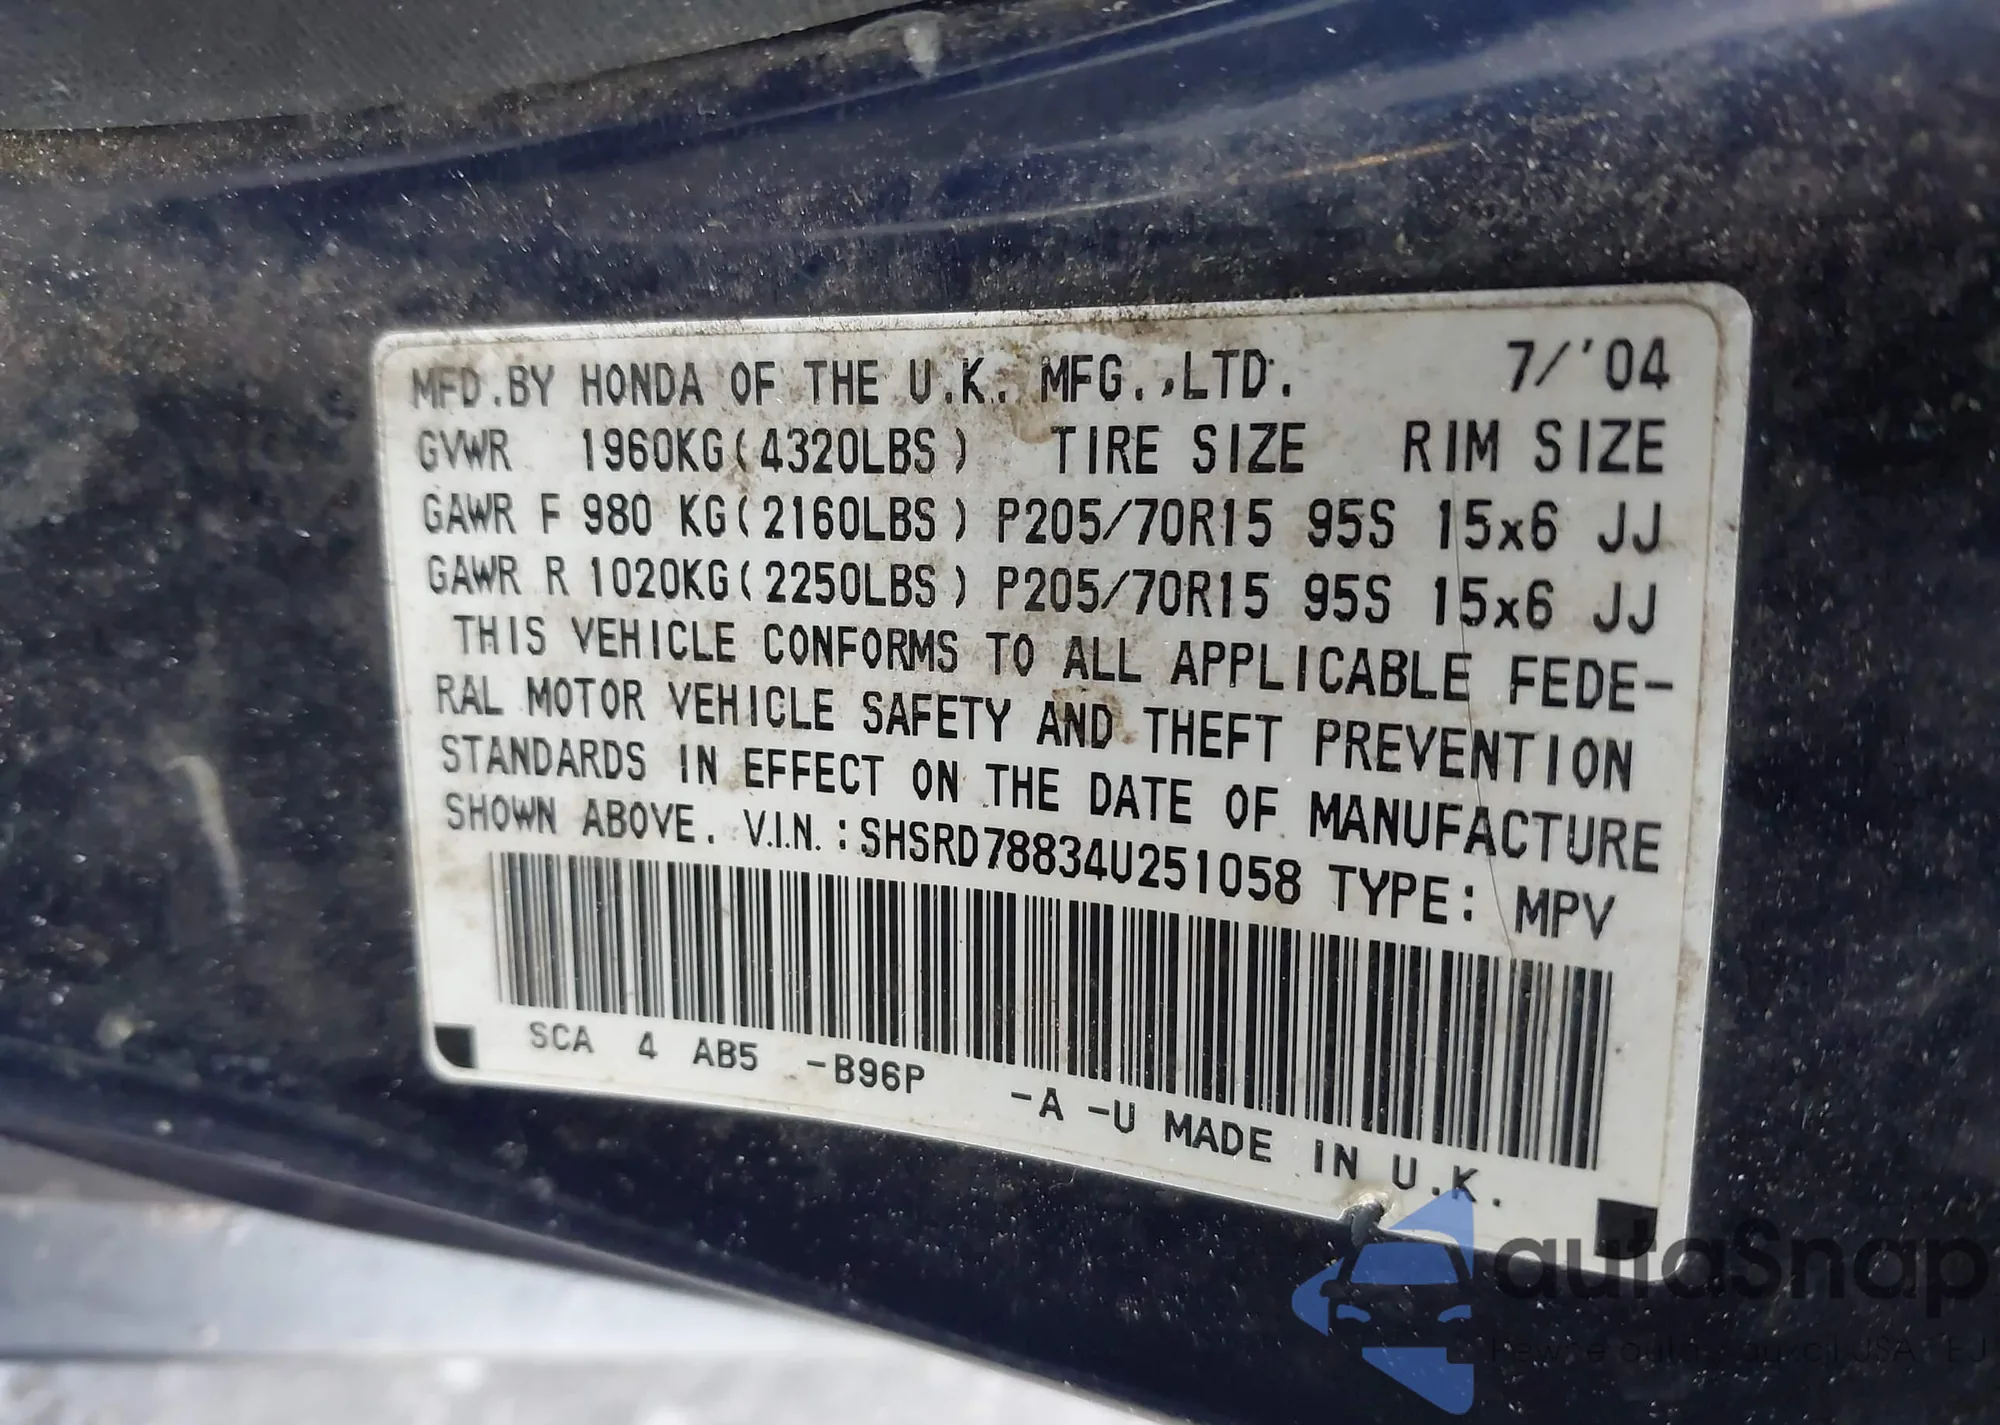 MFD.BY HONDA OF THE U.K. MFG.,LTD. 7/'04
GVWR 1960KG(4320LBS) TIRE SIZE RIM SIZE
GAWR F 980 KG(2160LBS) P205/70R15 95S 15x6 JJ
GAWR R 1020KG(2250LBS) P205/70R15 95S 15x6 JJ
THIS VEHICLE CONFORMS TO ALL APPLICABLE FEDE-
RAL MOTOR VEHICLE SAFETY AND THEFT PREVENTION
STANDARDS IN EFFECT ON THE DATE OF MANUFACTURE
SHOWN ABOVE. V.I.N. : SHSRD78834U251058 TYPE: MPV
SCA 4 AB5 -B96P -A -U MADE IN U.K.
autaSnap